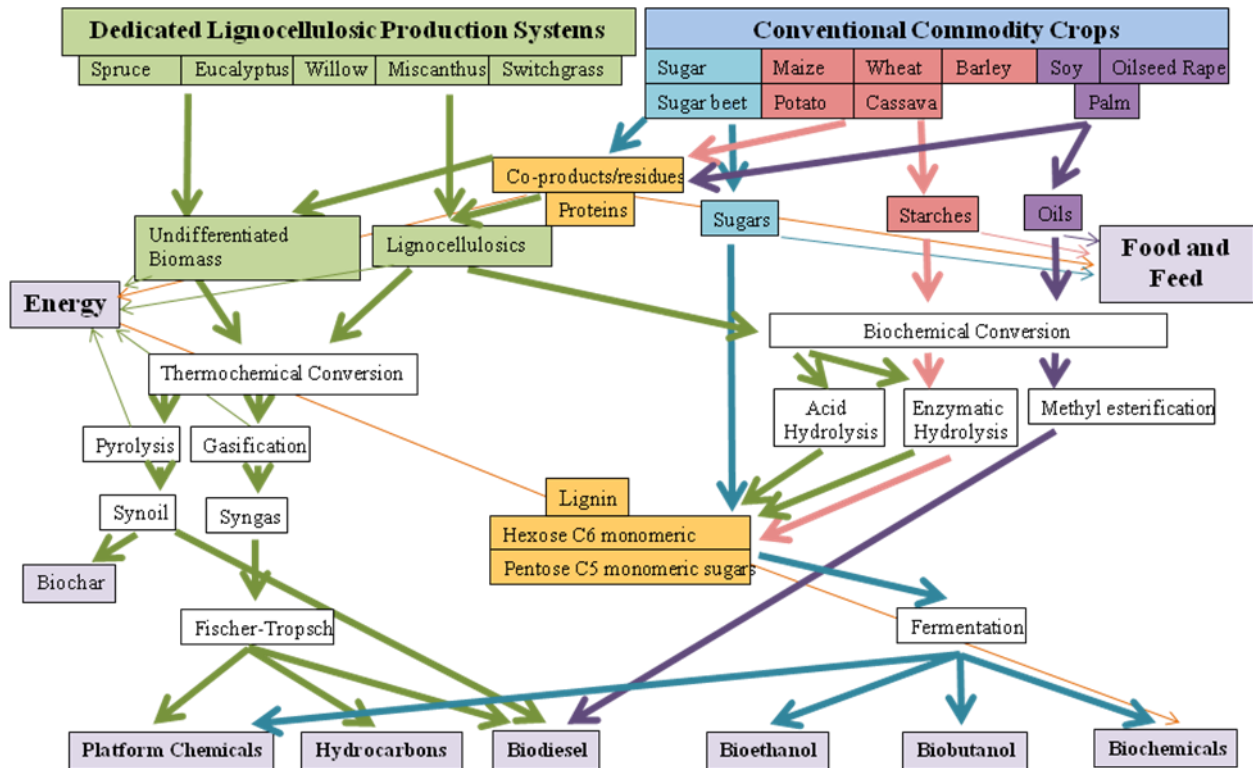 Dedicated Lignocellulosic Production Systems
Conventional Commodity Crops
Spruce
Eucalyptus
Willow
Miscanthus
Switchgrass
Sugar
Maize
Wheat
Barley
Soy
Oilseed Rape
Sugar beet
Potato
Cassava
Palm
Co-products/residues
Proteins
Sugars
Starches
Oils
Undifferentiated
Biomass
Lignocellulosics
Food and
Feed
Energy
Biochemical Conversion
Thermochemical Conversion
Acid
Hydrolysis
Enzymatic
Hydrolysis
Methyl esterification
Pyrolysis
Gasification
Lignin
Synoil
Syngas
Hexose C6 monomeric
Pentose C5 monomeric sugars
Biochar
Fischer-Tropsch
Fermentation
Platform Chemicals
Hydrocarbons
Biodiesel
Bioethanol
Biobutanol
Biochemicals